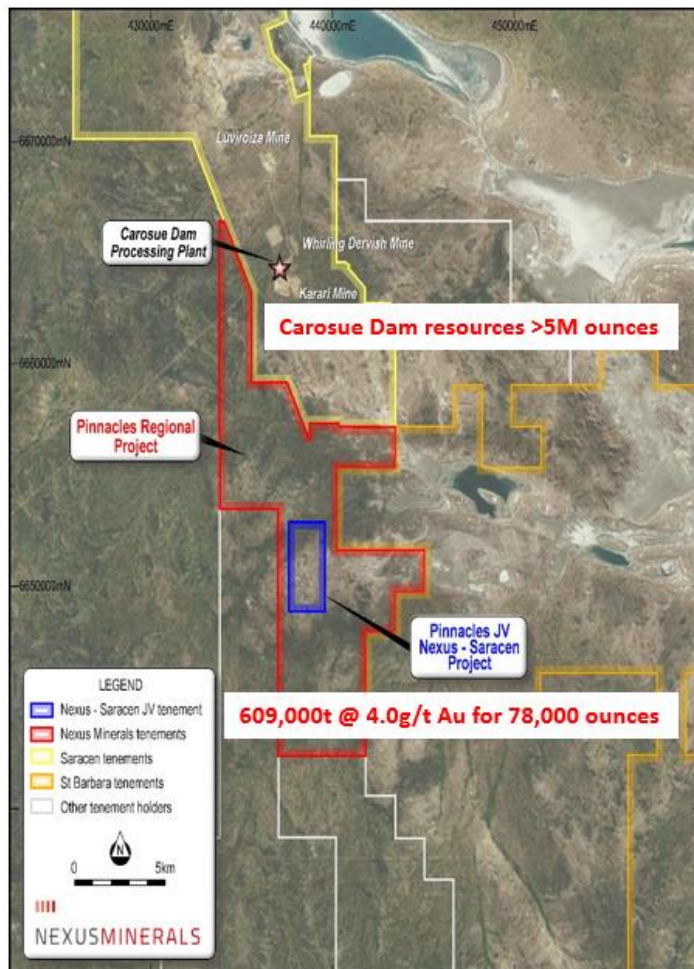 430000mE
440000mE
450000mE
6670000mN
Luvironza Mine
Carosue Dam
Processing Plant
Whirling Dervish Mine
Karari Mine
Carosue Dam resources >5M ounces
6660000mN
Pinnacles Regional
Project
6650000mN
Pinnacles JV
Nexus - Saracen
Project
609,000t @ 4.0g/t Au for 78,000 ounces
LEGEND
Nexus - Saracen JV tenement
Nexus Minerals tenements
Saracen tenements
St Barbara tenements
Other tenement holders
N
0 5km
NEXUSMINERALS